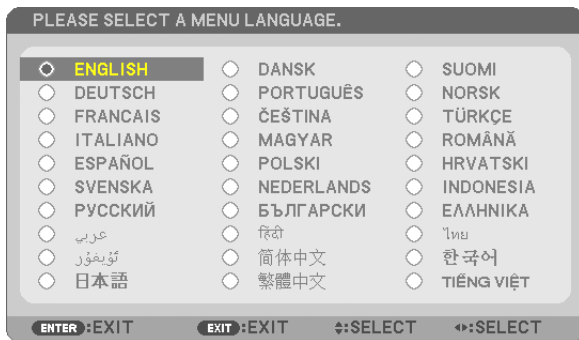 PLEASE SELECT A MENU LANGUAGE.
ENGLISH DANSK SUOMI
DEUTSCH PORTUGUÊS NORSK
FRANCAIS ČEŠTINA TÜRKÇE
ITALIANO MAGYAR ROMÂNĂ
ESPAÑOL POLSKI HRVATSKI
SVENSKA NEDERLANDS INDONESIA
РУССКИЙ БЪЛГАРСКИ ΕΛΛΗΝΙΚΑ
عربي हिंदी ไทย
ئۇيغۇر 简体中文 한국어
日本語 繁體中文 TIẾNG VIỆT
ENTER:EXIT EXIT:EXIT :SELECT :SELECT